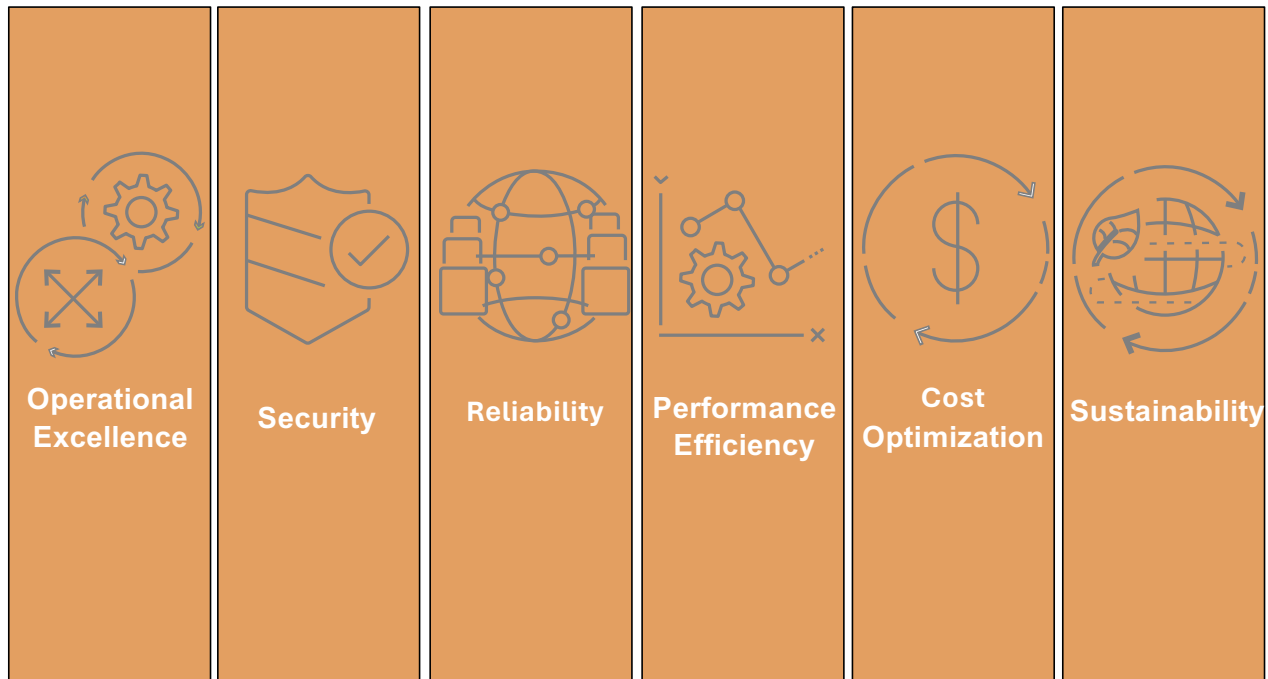 Operational
Excellence
Security
Reliability
Performance
Efficiency
Cost
Optimization
Sustainability